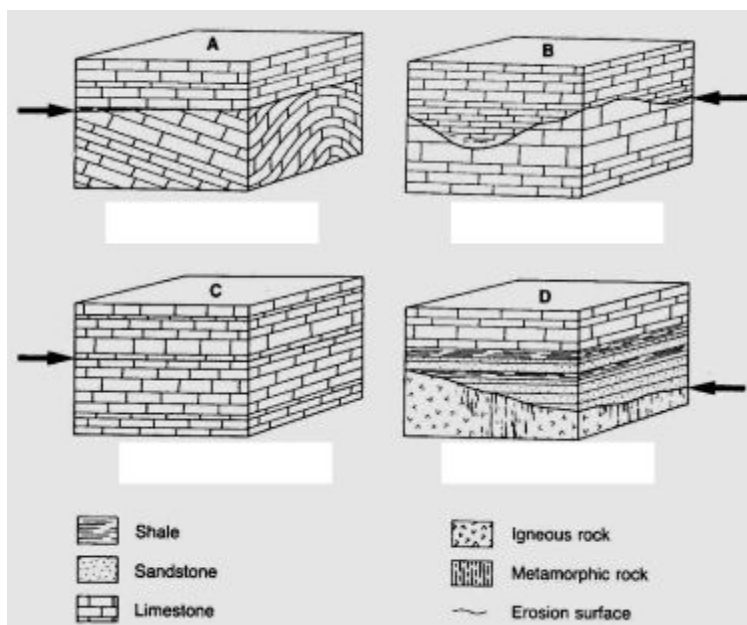 A
B
C
D
Shale
Sandstone
Limestone
Igneous rock
Metamorphic rock
Erosion surface